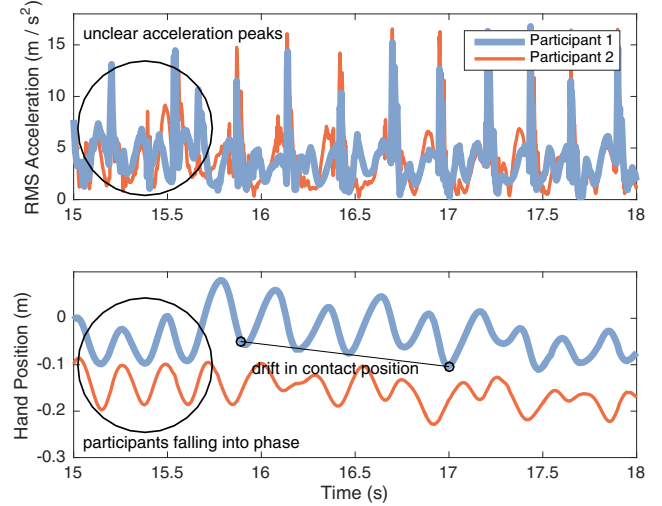 unclear acceleration peaks
Participant 1
Participant 2
RMS Acceleration (m / s²)
15
10
5
0
15
15.5
16
16.5
17
17.5
18
Hand Position (m)
0
-0.1
-0.2
-0.3
drift in contact position
participants falling into phase
15
15.5
16
16.5
17
17.5
18
Time (s)